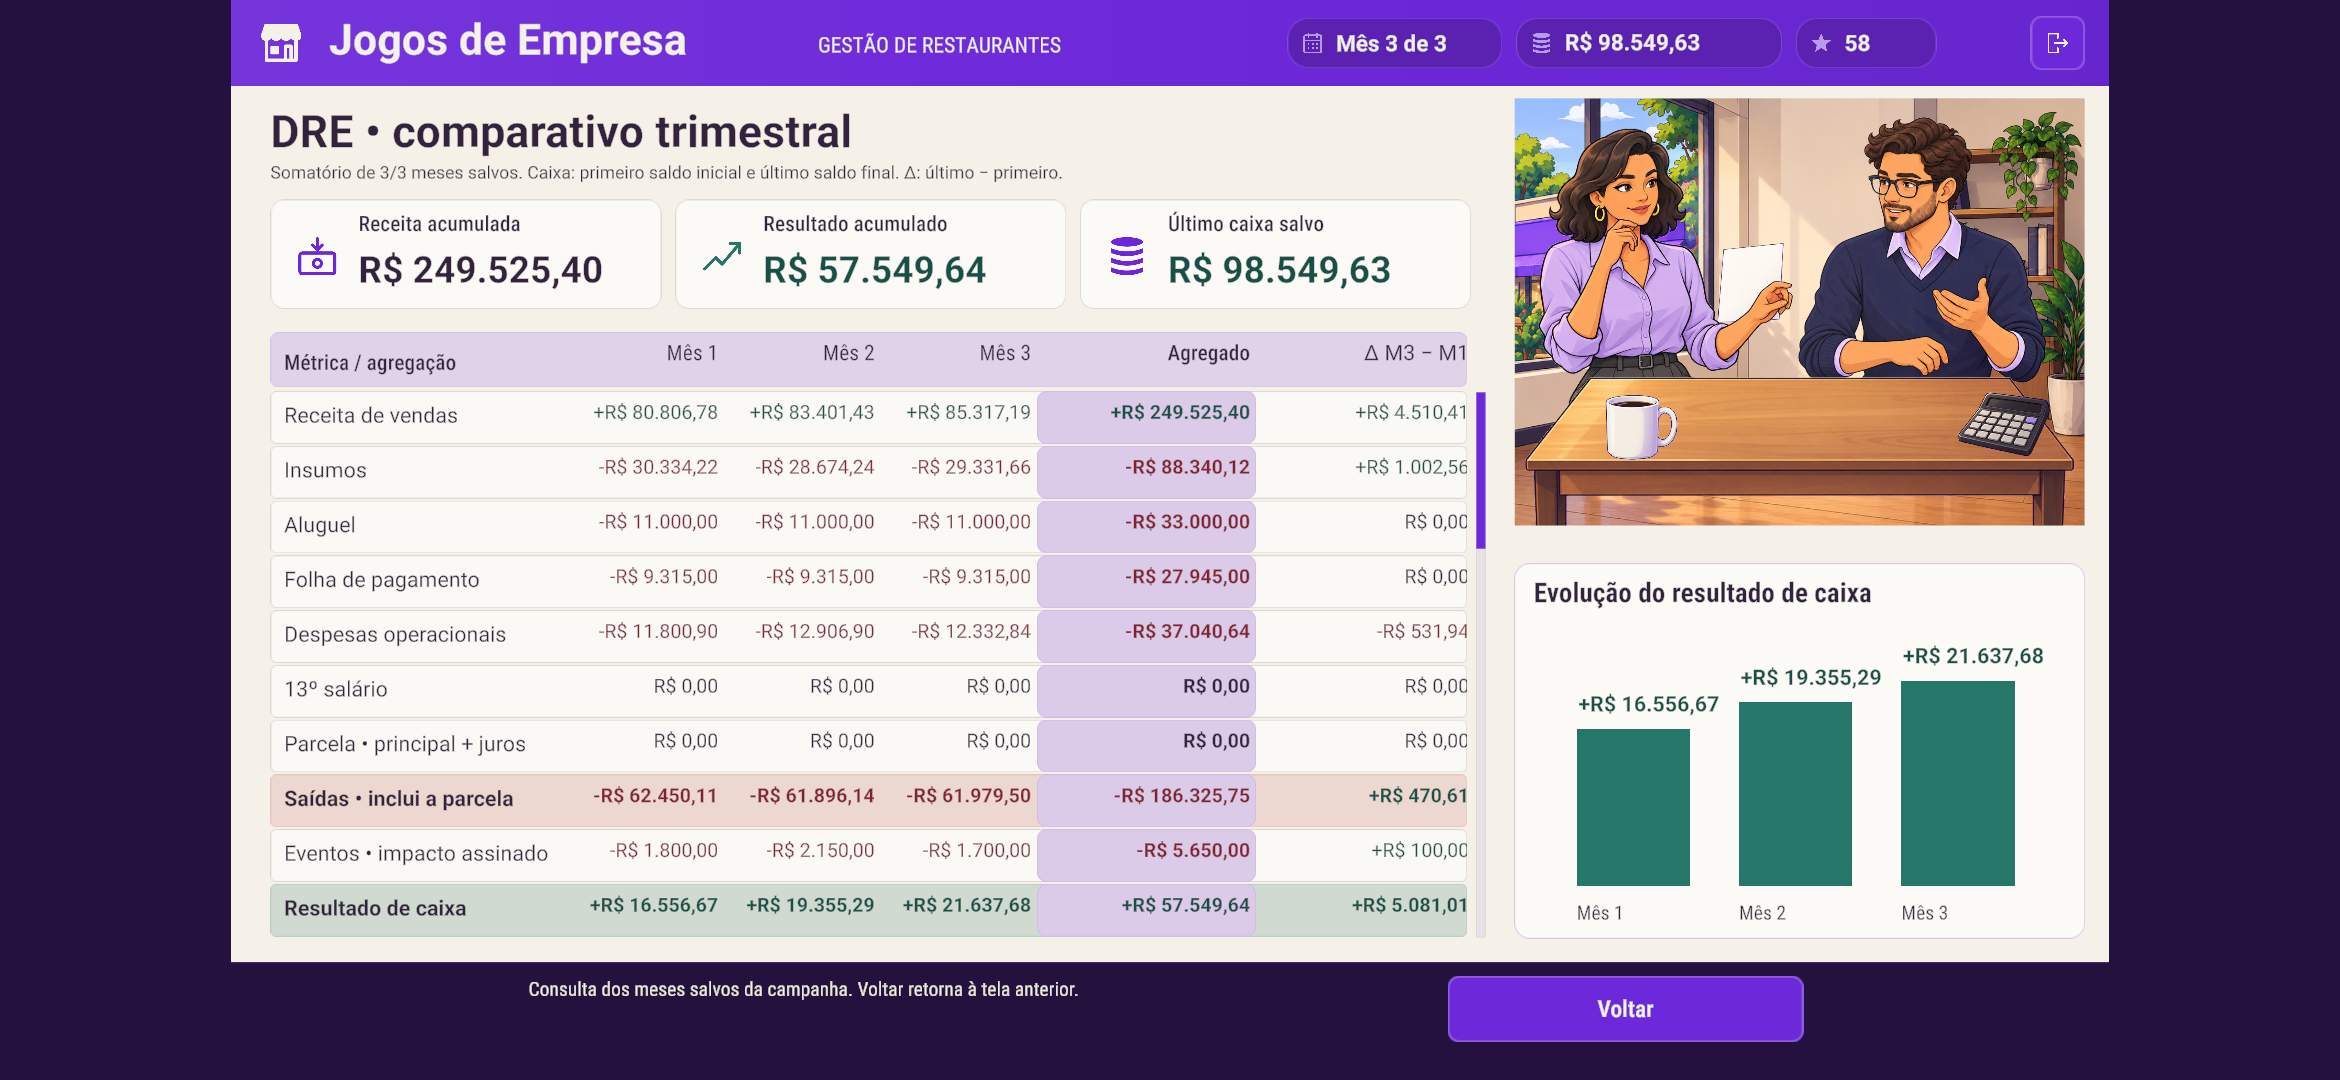 Jogos de Empresa
GESTÃO DE RESTAURANTES
Mês 3 de 3
R$ 98.549,63
58
DRE • comparativo trimestral
Somatório de 3/3 meses salvos. Caixa: primeiro saldo inicial e último saldo final. Δ: último − primeiro.
Receita acumulada
R$ 249.525,40
Resultado acumulado
R$ 57.549,64
Último caixa salvo
R$ 98.549,63
Métrica / agregação Mês 1 Mês 2 Mês 3 Agregado Δ M3 − M1
Receita de vendas +R$ 80.806,78 +R$ 83.401,43 +R$ 85.317,19 +R$ 249.525,40 +R$ 4.510,41
Insumos -R$ 30.334,22 -R$ 28.674,24 -R$ 29.331,66 -R$ 88.340,12 +R$ 1.002,56
Aluguel -R$ 11.000,00 -R$ 11.000,00 -R$ 11.000,00 -R$ 33.000,00 R$ 0,00
Folha de pagamento -R$ 9.315,00 -R$ 9.315,00 -R$ 9.315,00 -R$ 27.945,00 R$ 0,00
Despesas operacionais -R$ 11.800,90 -R$ 12.906,90 -R$ 12.332,84 -R$ 37.040,64 -R$ 531,94
13º salário R$ 0,00 R$ 0,00 R$ 0,00 R$ 0,00 R$ 0,00
Parcela • principal + juros R$ 0,00 R$ 0,00 R$ 0,00 R$ 0,00 R$ 0,00
Saídas • inclui a parcela -R$ 62.450,11 -R$ 61.896,14 -R$ 61.979,50 -R$ 186.325,75 +R$ 470,61
Eventos • impacto assinado -R$ 1.800,00 -R$ 2.150,00 -R$ 1.700,00 -R$ 5.650,00 +R$ 100,00
Resultado de caixa +R$ 16.556,67 +R$ 19.355,29 +R$ 21.637,68 +R$ 57.549,64 +R$ 5.081,01
Evolução do resultado de caixa
+R$ 16.556,67
+R$ 19.355,29
+R$ 21.637,68
Mês 1
Mês 2
Mês 3
Consulta dos meses salvos da campanha. Voltar retorna à tela anterior.
Voltar